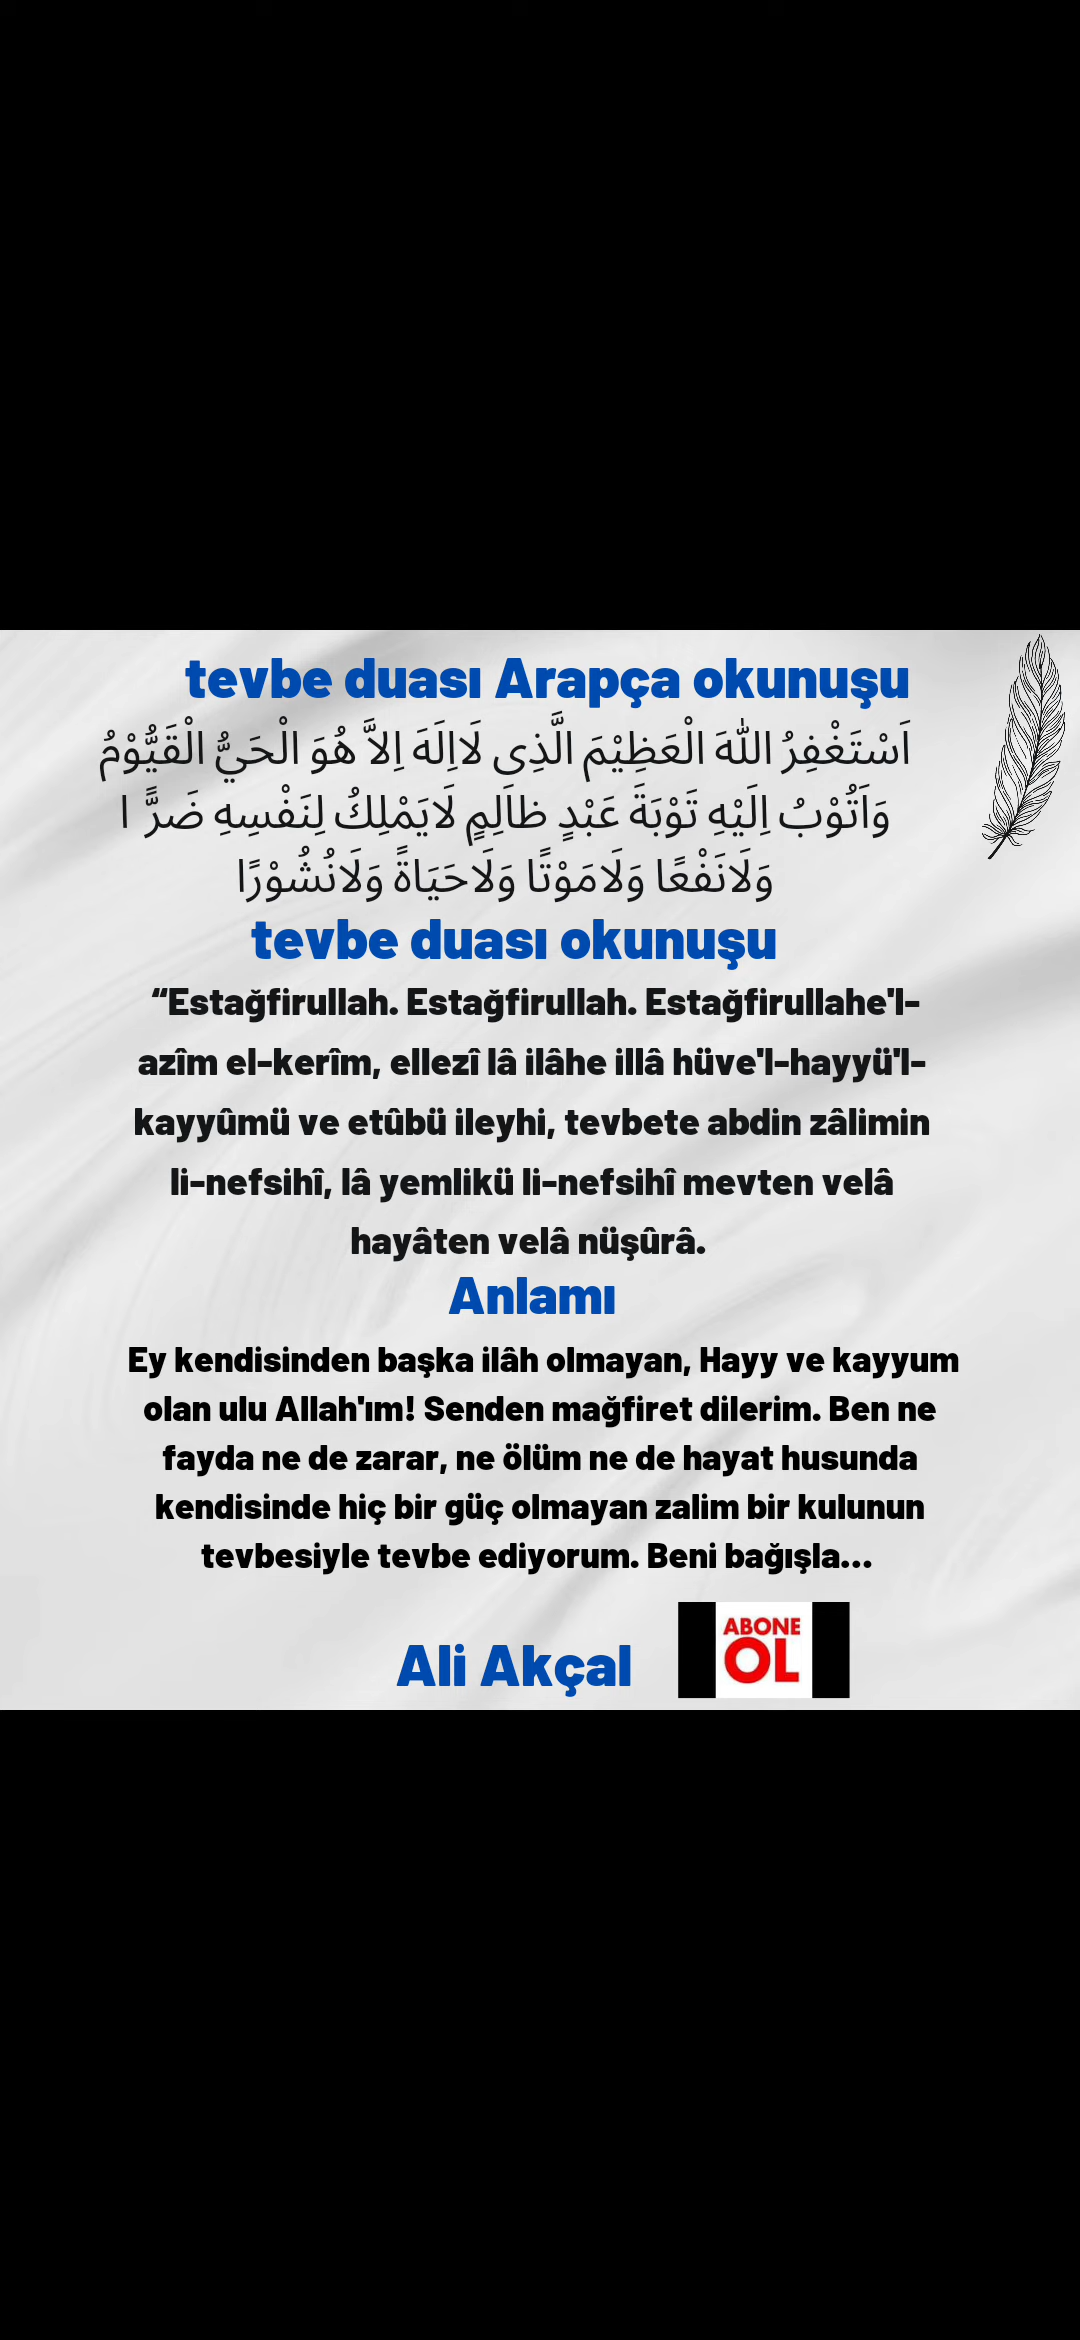 tevbe duası Arapça okunuşu
اَسْتَغْفِرُ اللّٰهَ الْعَظِيْمَ الَّذِى لَااِلَهَ اِلاَّ هُوَ الْحَيُّ الْقَيُّوْمُ
وَاَتُوْبُ اِلَيْهِ تَوْبَةَ عَبْدٍ ظاَلِمٍ لَايَمْلِكُ لِنَفْسِهِ ضَرًّ ا
وَلَانَفْعًا وَلَامَوْتًا وَلَاحَيَاةً وَلَانُشُوْرًا
tevbe duası okunuşu
“Estağfirullah. Estağfirullah. Estağfirullahe'l-
azîm el-kerîm, ellezî lâ ilâhe illâ hüve'l-hayyü'l-
kayyûmü ve etûbü ileyhi, tevbete abdin zâlimin
li-nefsihî, lâ yemlikü li-nefsihî mevten velâ
hayâten velâ nüşûrâ.
Anlamı
Ey kendisinden başka ilâh olmayan, Hayy ve kayyum
olan ulu Allah'ım! Senden mağfiret dilerim. Ben ne
fayda ne de zarar, ne ölüm ne de hayat husunda
kendisinde hiç bir güç olmayan zalim bir kulunun
tevbesiyle tevbe ediyorum. Beni bağışla...
Ali Akçal
ABONE
OL